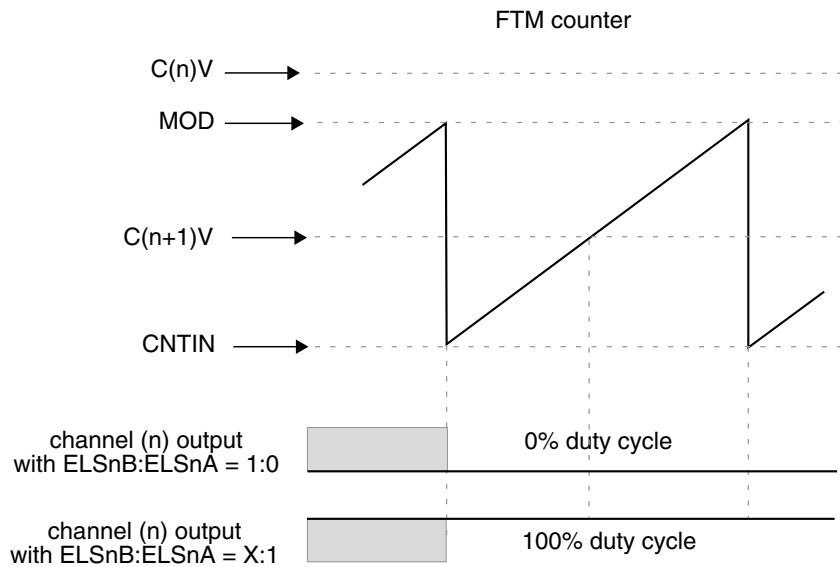 FTM counter
C(n)V
MOD
C(n+1)V
CNTIN
channel (n) output
with ELSnB:ELSnA = 1:0
0% duty cycle
channel (n) output
with ELSnB:ELSnA = X:1
100% duty cycle